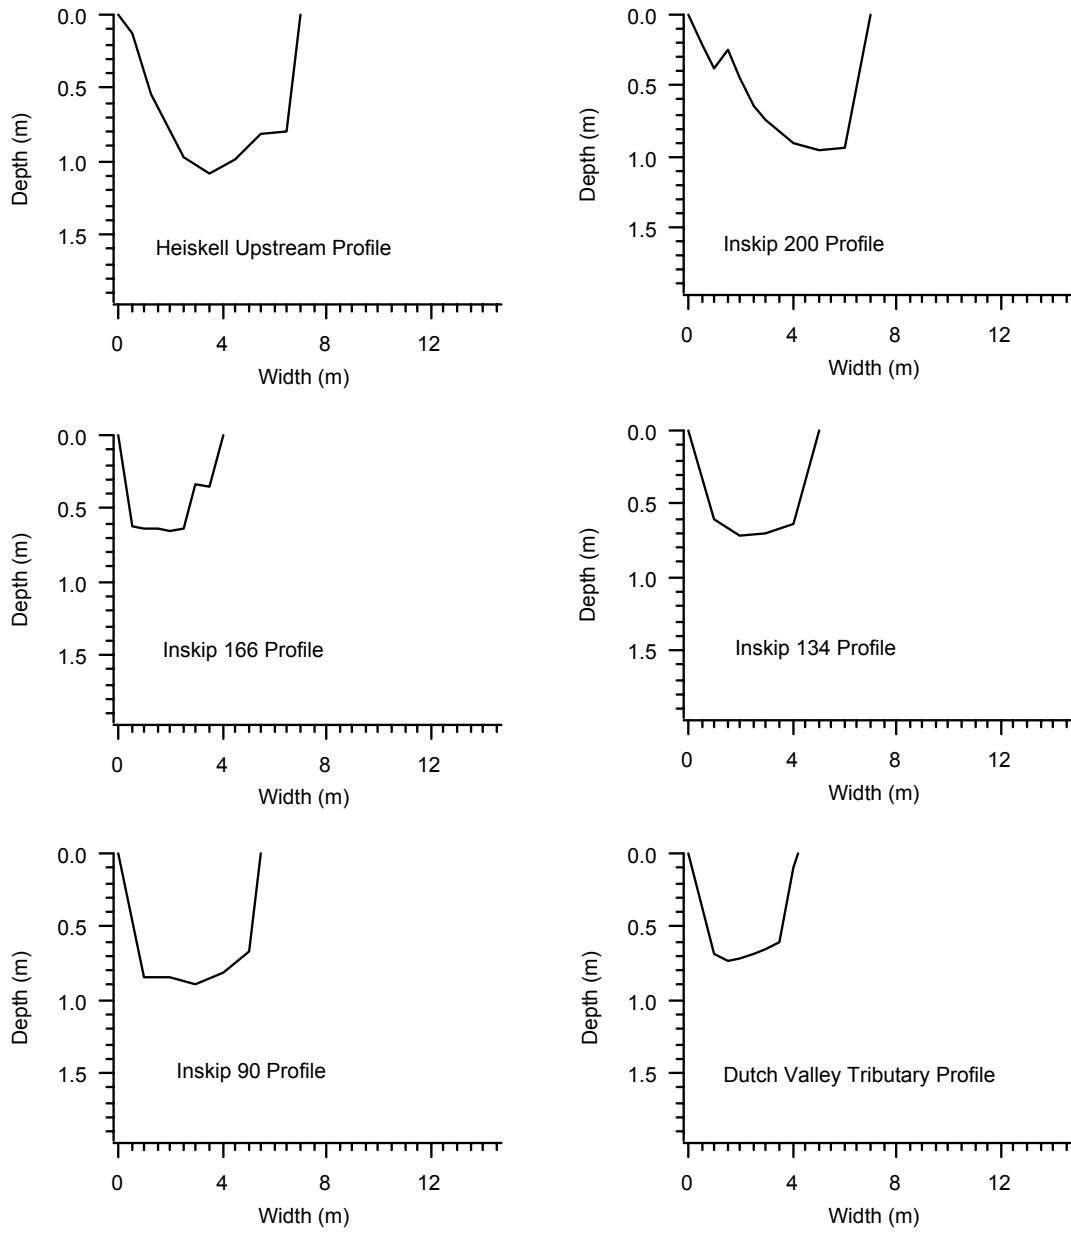 0.0
0.5
1.0
1.5
Depth (m)
Heiskell Upstream Profile
0
4
8
12
Width (m)
0.0
0.5
1.0
1.5
Depth (m)
Inskip 200 Profile
0
4
8
12
Width (m)
0.0
0.5
1.0
1.5
Depth (m)
Inskip 166 Profile
0
4
8
12
Width (m)
0.0
0.5
1.0
1.5
Depth (m)
Inskip 134 Profile
0
4
8
12
Width (m)
0.0
0.5
1.0
1.5
Depth (m)
Inskip 90 Profile
0
4
8
12
Width (m)
0.0
0.5
1.0
1.5
Depth (m)
Dutch Valley Tributary Profile
0
4
8
12
Width (m)